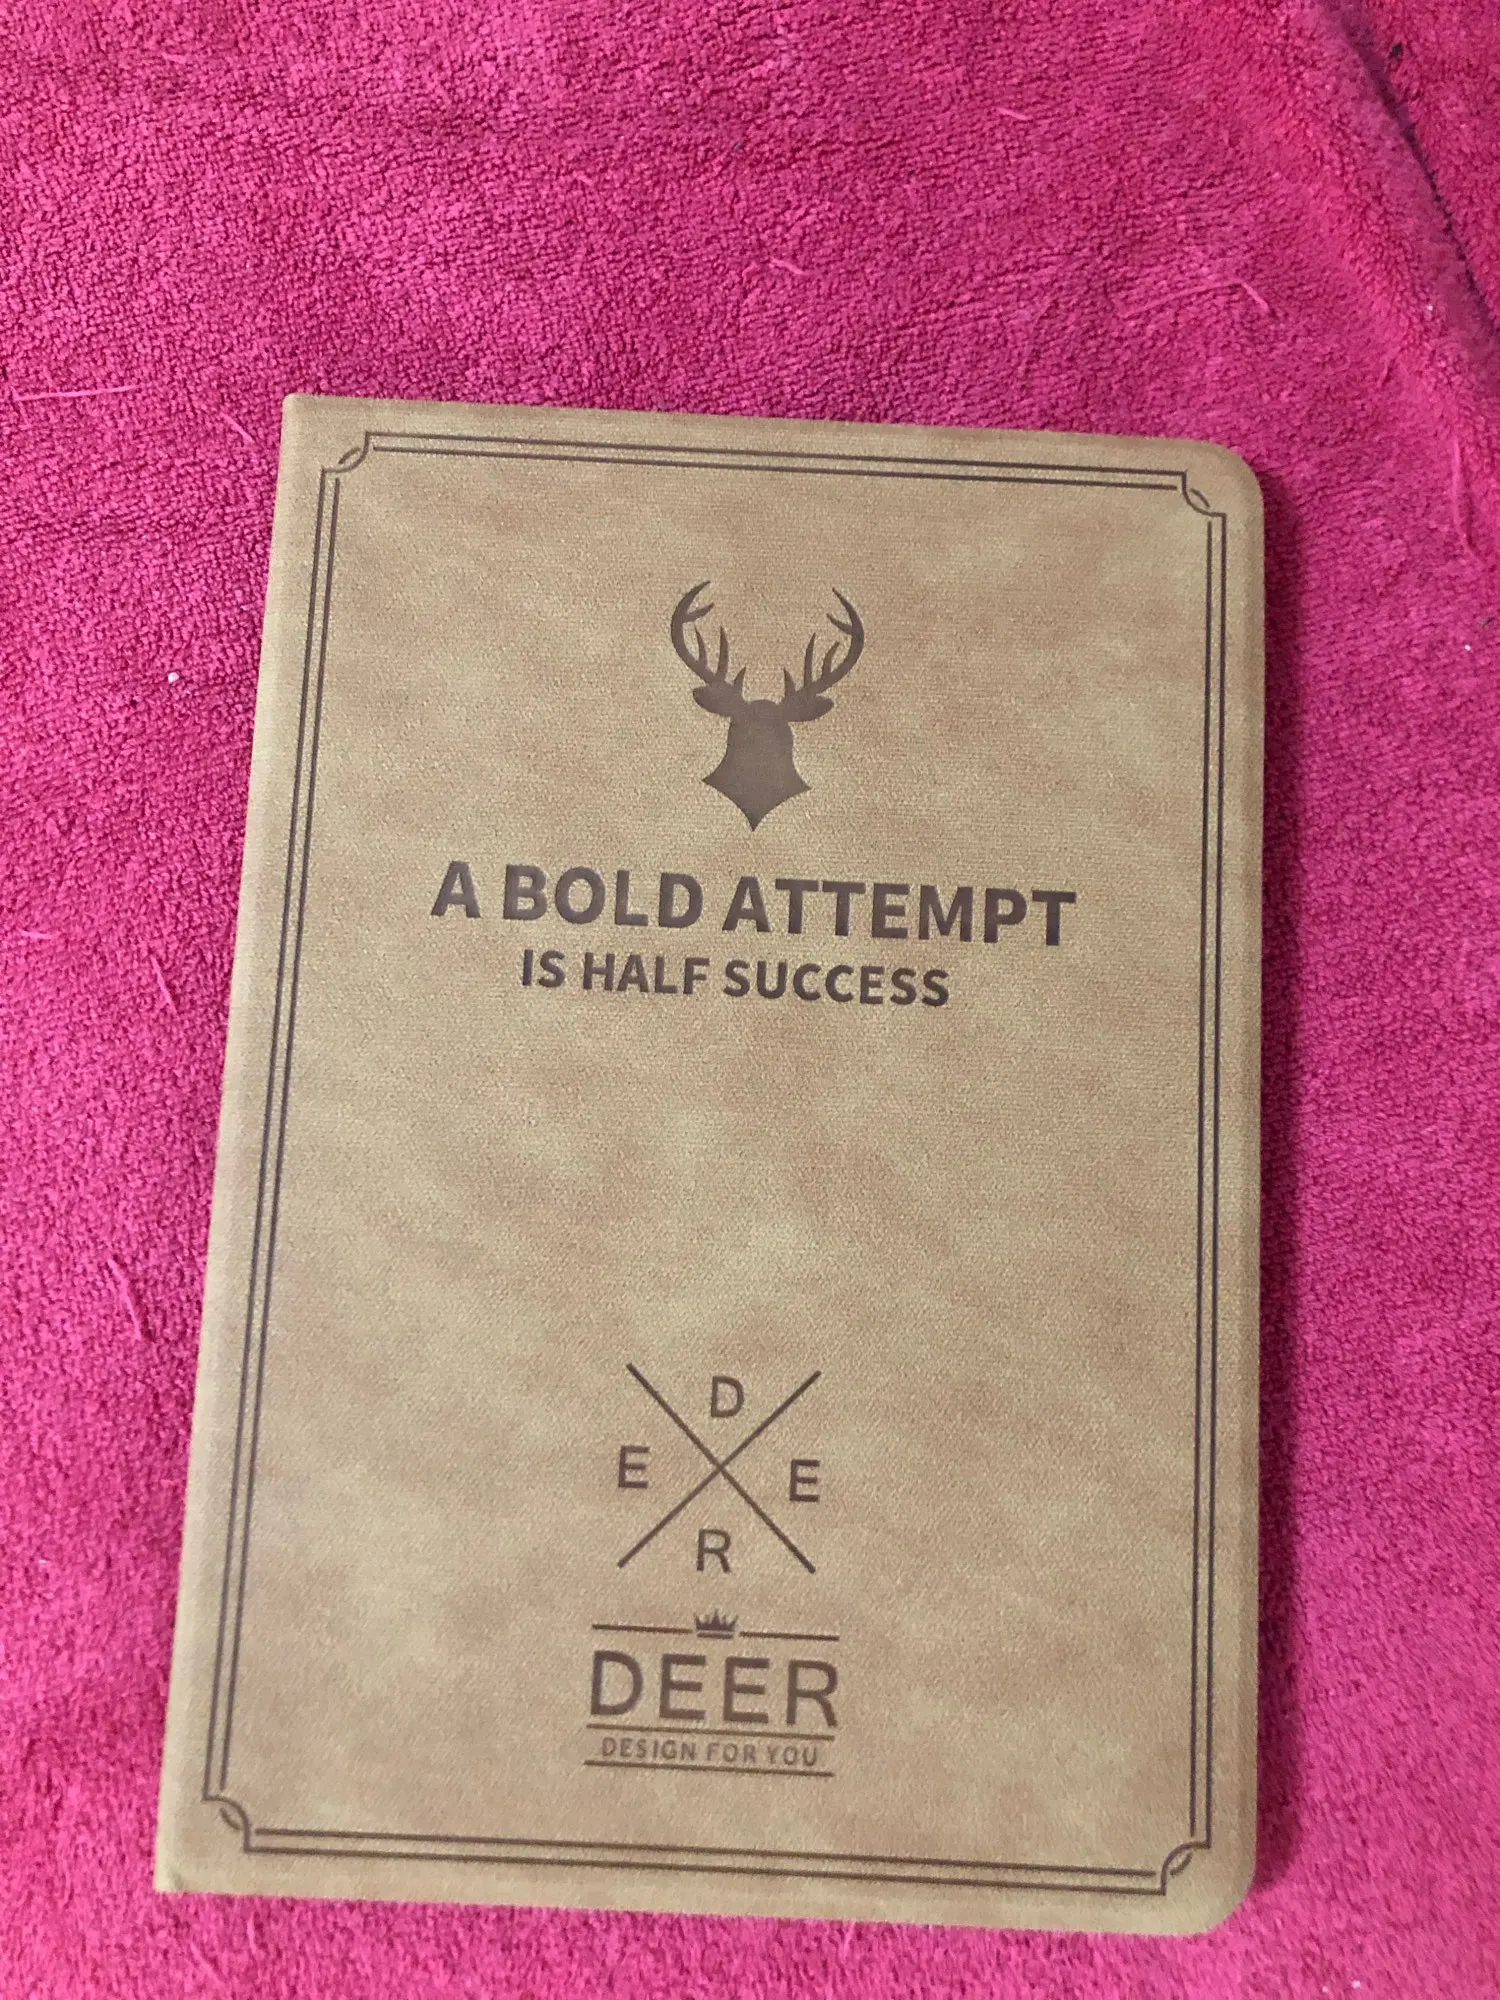 A BOLD ATTEMPT
IS HALF SUCCESS
D
E E
R
DEER
DESIGN FOR YOU